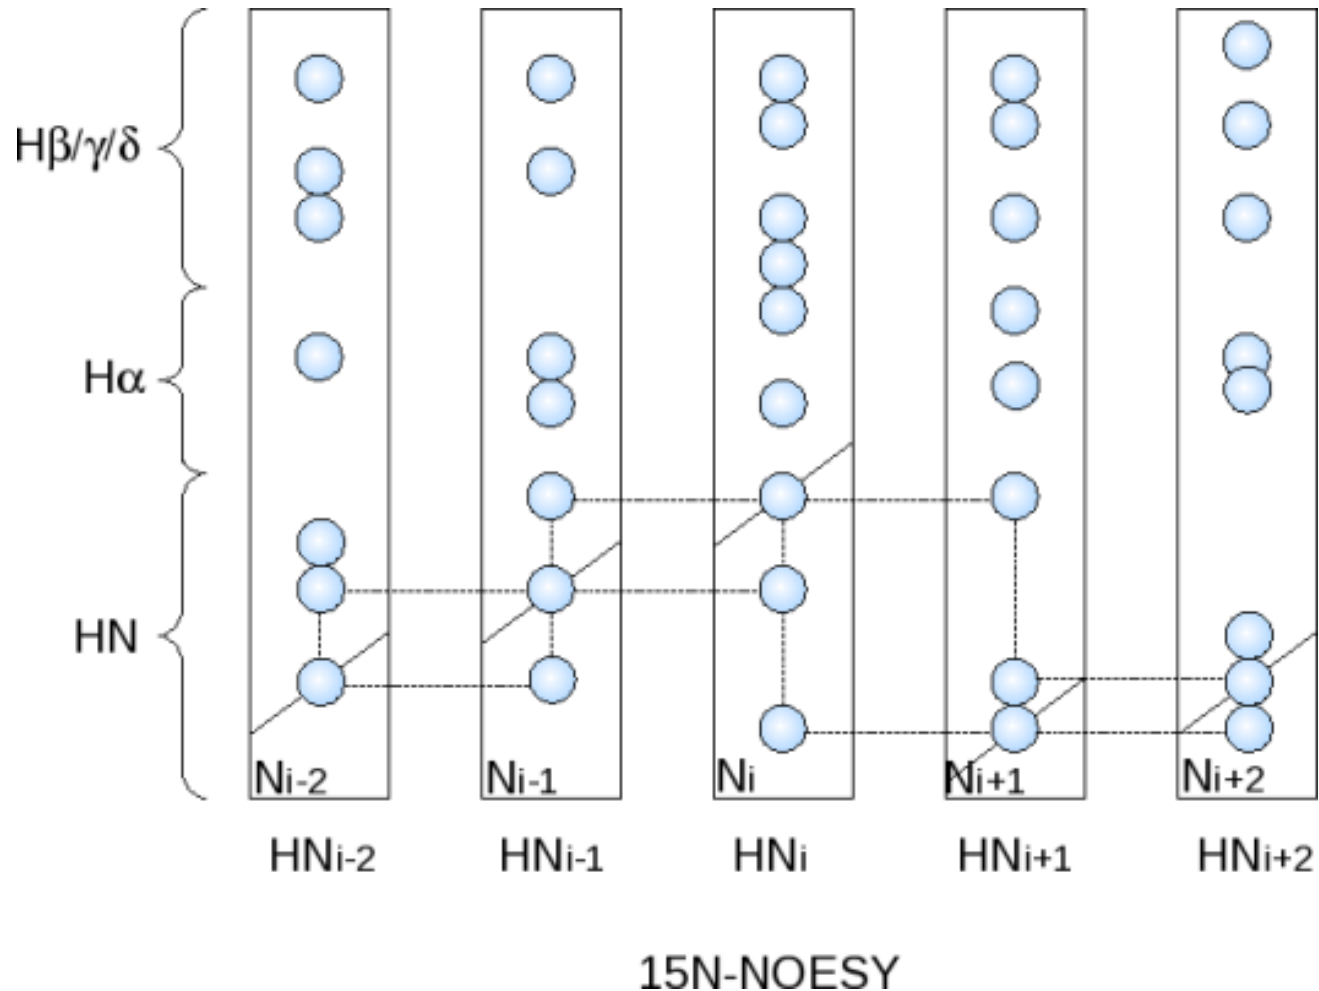 Hβ/γ/δ
Hα
HN
Ni-2 Ni-1 Ni Ni+1 Ni+2
HNi-2 HNi-1 HNi HNi+1 HNi+2
15N-NOESY